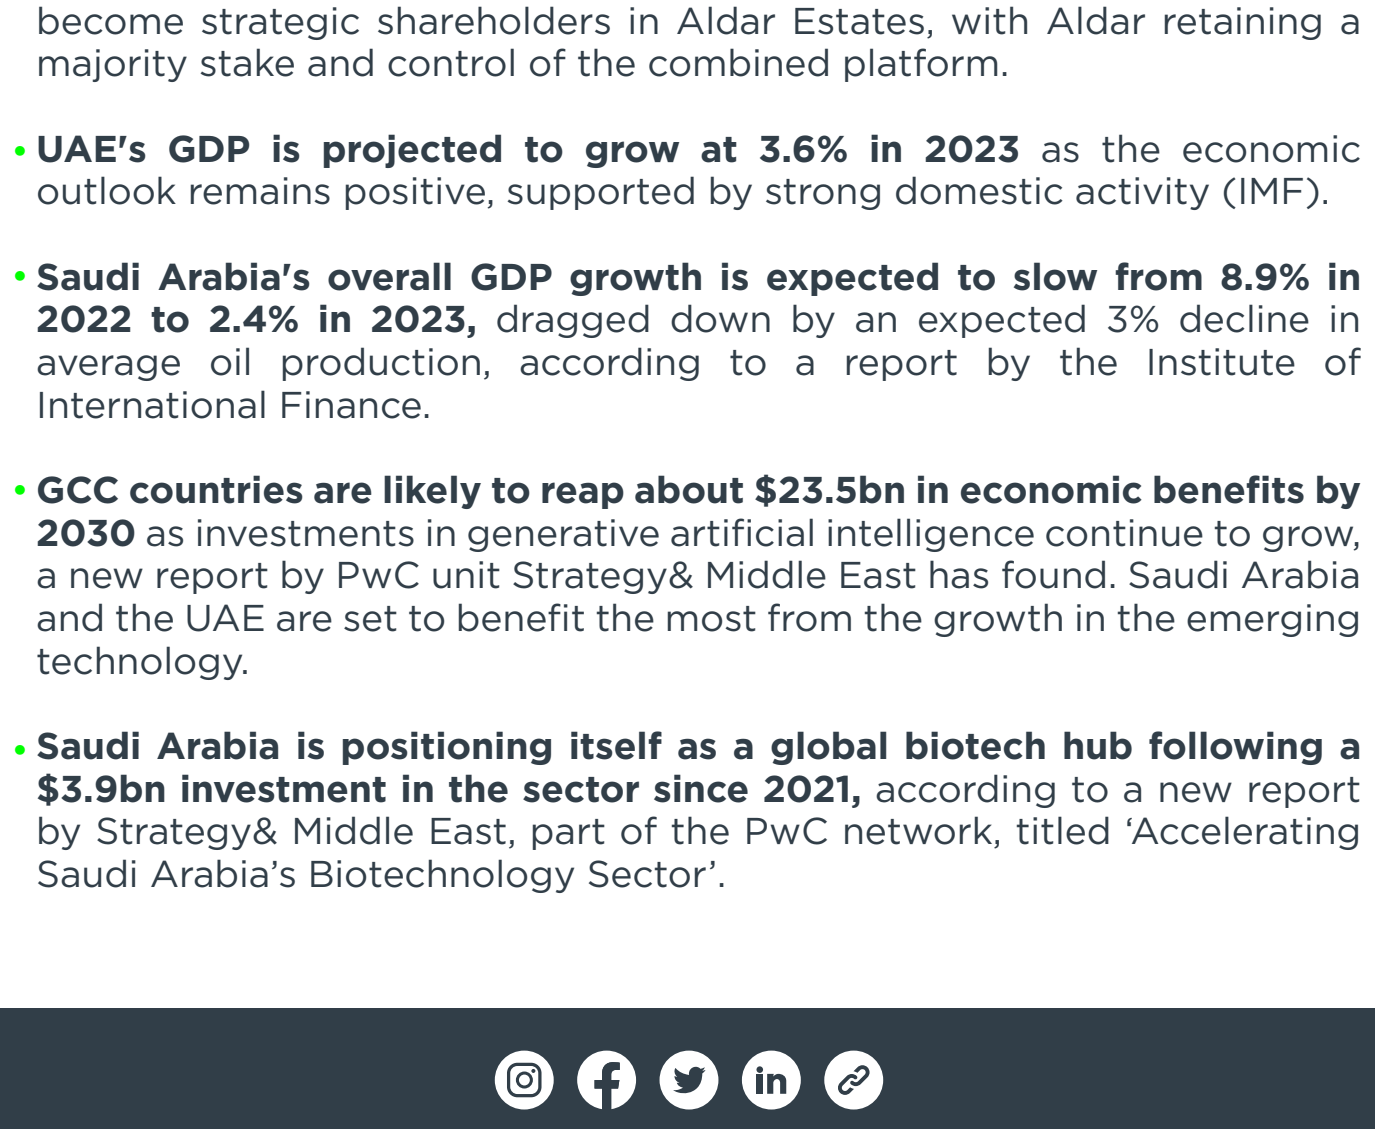 become strategic shareholders in Aldar Estates, with Aldar retaining a
majority stake and control of the combined platform.
• UAE's GDP is projected to grow at 3.6% in 2023 as the economic
outlook remains positive, supported by strong domestic activity (IMF).
• Saudi Arabia's overall GDP growth is expected to slow from 8.9% in
2022 to 2.4% in 2023, dragged down by an expected 3% decline in
average oil production, according to a report by the Institute of
International Finance.
• GCC countries are likely to reap about $23.5bn in economic benefits by
2030 as investments in generative artificial intelligence continue to grow,
a new report by PwC unit Strategy& Middle East has found. Saudi Arabia
and the UAE are set to benefit the most from the growth in the emerging
technology.
• Saudi Arabia is positioning itself as a global biotech hub following a
$3.9bn investment in the sector since 2021, according to a new report
by Strategy& Middle East, part of the PwC network, titled ‘Accelerating
Saudi Arabia’s Biotechnology Sector’.